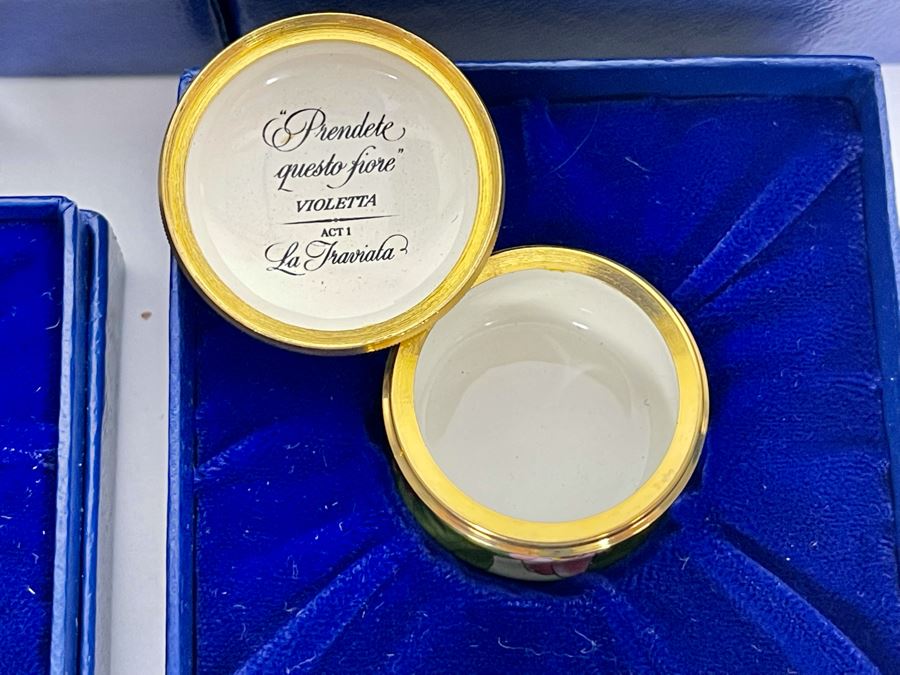 "Prendete
questo fiore"
VIOLETTA
ACT 1
La Traviata